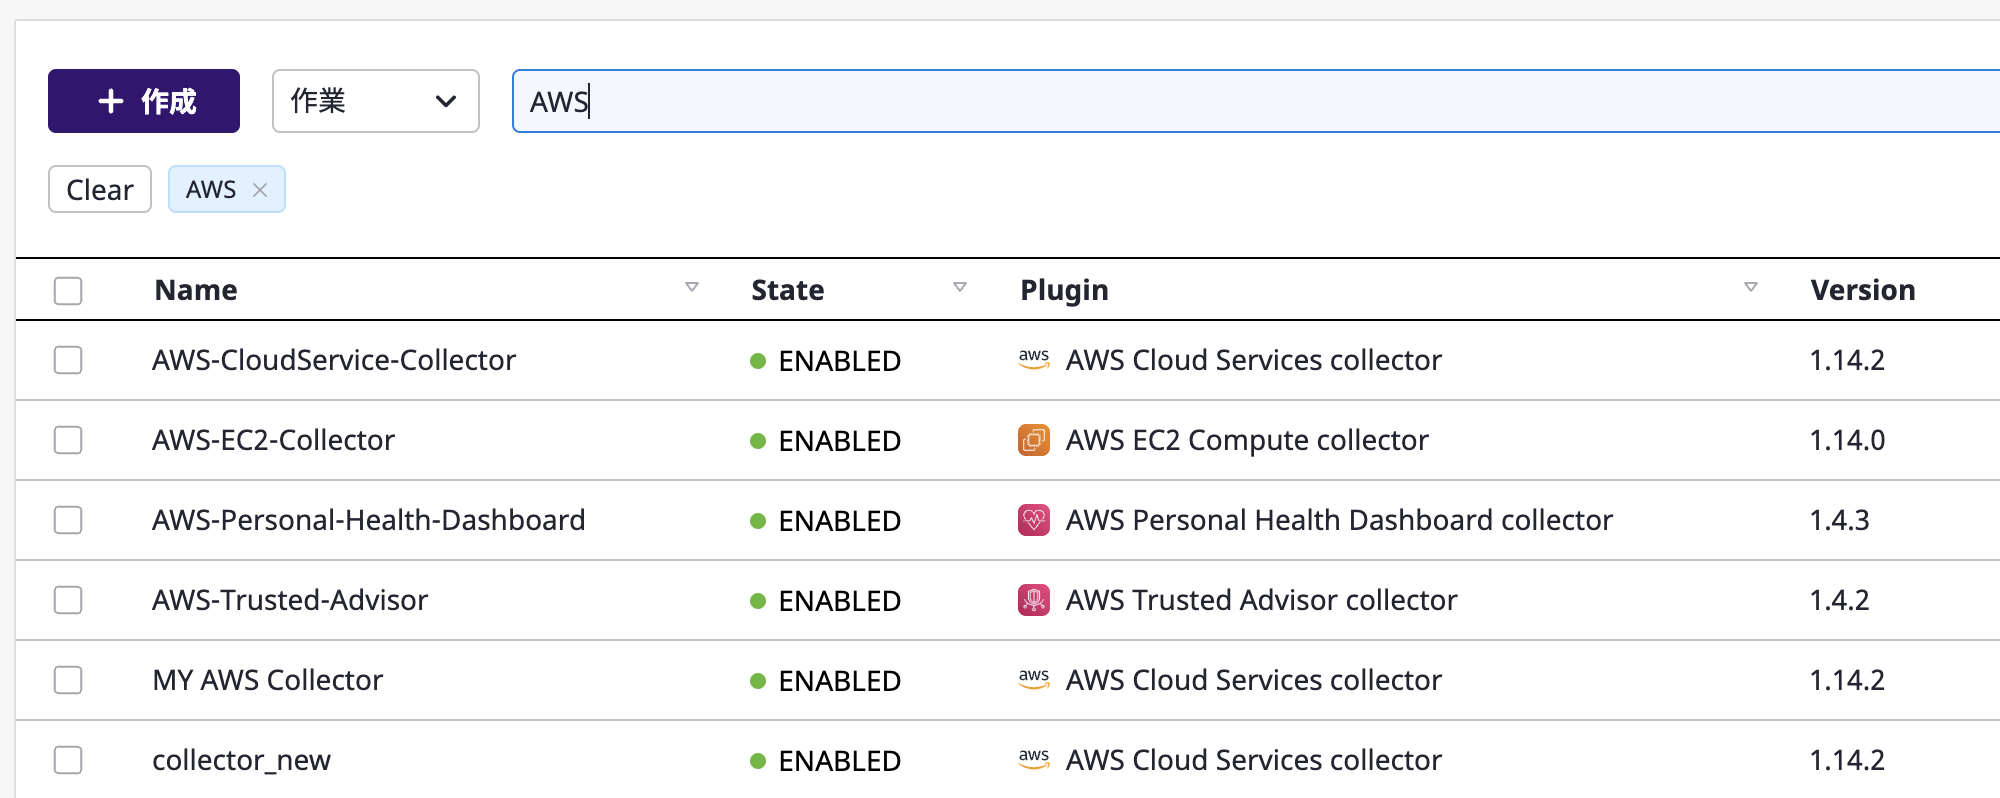 + 作成 作業 AWS
Clear AWS ×
Name State Plugin Version
AWS-CloudService-Collector ENABLED aws AWS Cloud Services collector 1.14.2
AWS-EC2-Collector ENABLED AWS EC2 Compute collector 1.14.0
AWS-Personal-Health-Dashboard ENABLED AWS Personal Health Dashboard collector 1.4.3
AWS-Trusted-Advisor ENABLED AWS Trusted Advisor collector 1.4.2
MY AWS Collector ENABLED aws AWS Cloud Services collector 1.14.2
collector_new ENABLED aws AWS Cloud Services collector 1.14.2